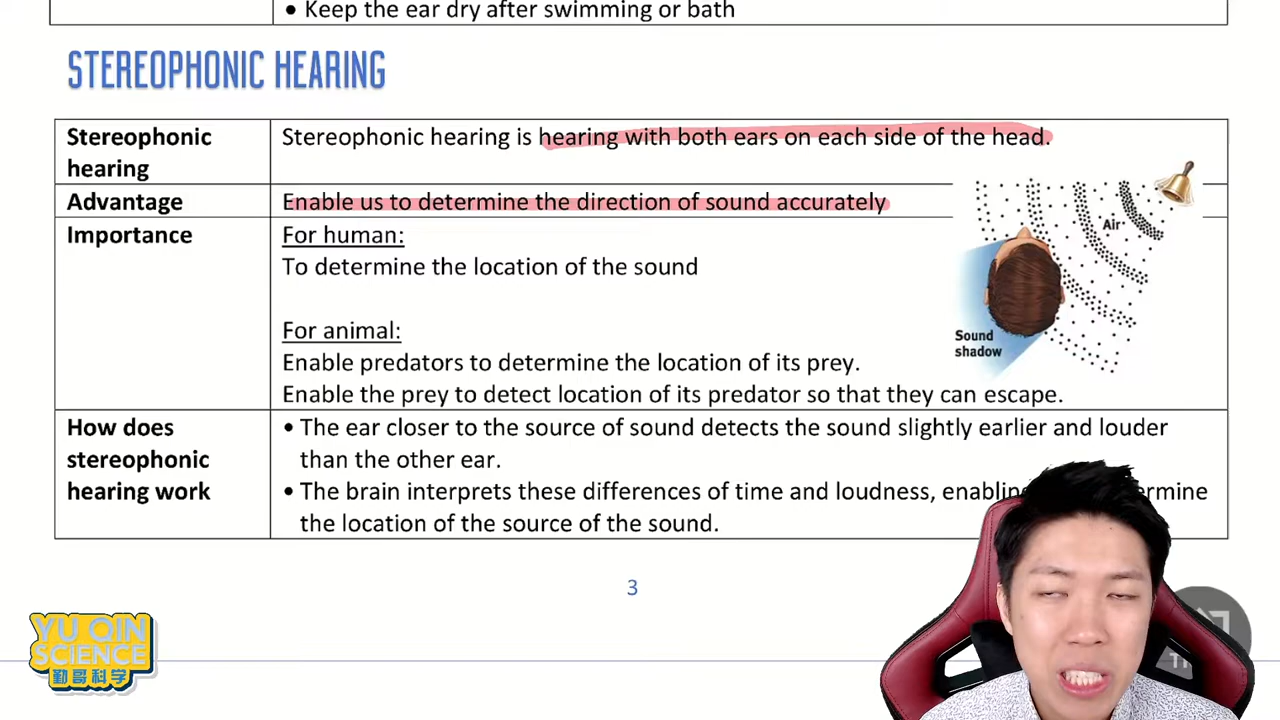 • Keep the ear dry after swimming or bath
STEREOPHONIC HEARING
Stereophonic hearing
Stereophonic hearing is hearing with both ears on each side of the head.
Advantage
Enable us to determine the direction of sound accurately
Importance
For human:
To determine the location of the sound
For animal:
Enable predators to determine the location of its prey.
Enable the prey to detect location of its predator so that they can escape.
Air
Sound
shadow
How does
stereophonic
hearing work
• The ear closer to the source of sound detects the sound slightly earlier and louder
than the other ear.
• The brain interprets these differences of time and loudness,
the location of the source of the sound.
3
YU QIN
SCIENCE
勤哥科学